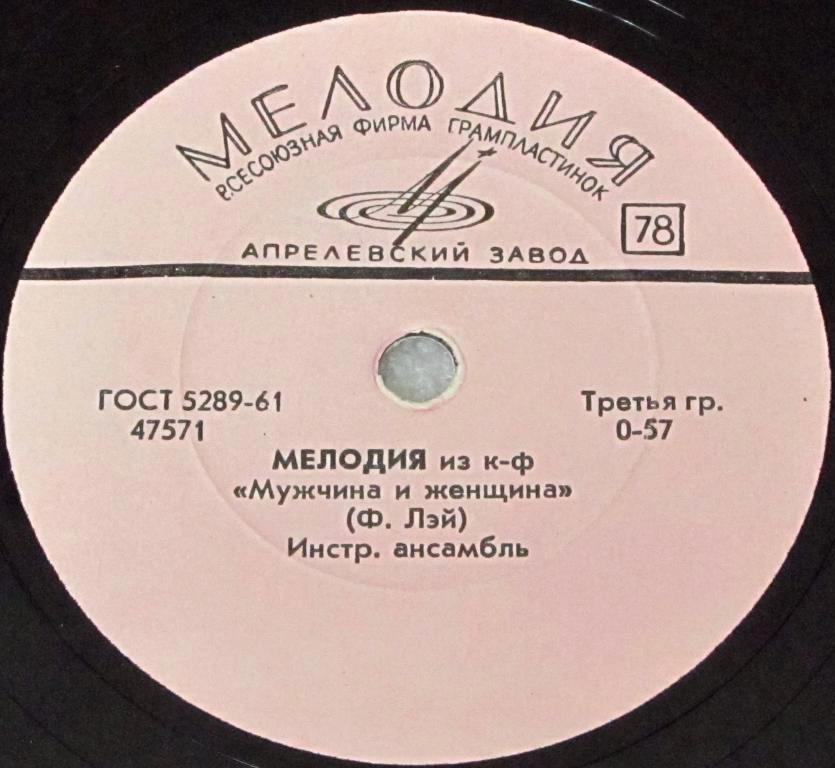 МЕЛОДИЯ
ВСЕСОЮЗНАЯ ФИРМА ГРАМПЛАСТИНОК
78
АПРЕЛЕВСКИЙ ЗАВОД
ГОСТ 5289-61
47571
Третья гр.
0-57
МЕЛОДИЯ из к-ф
«Мужчина и женщина»
(Ф. Лэй)
Инстр. ансамбль